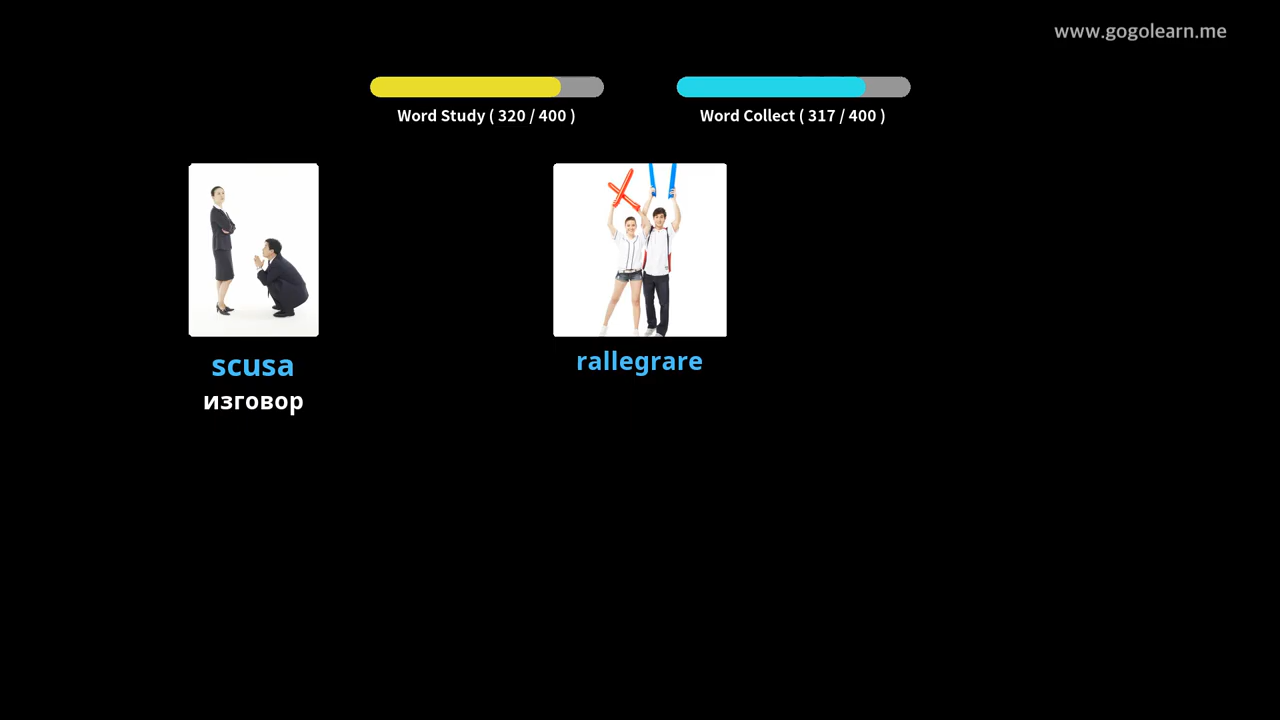 www.gogolearn.me
Word Study ( 320 / 400 )
Word Collect ( 317 / 400 )
scusa
изговор
rallegrare